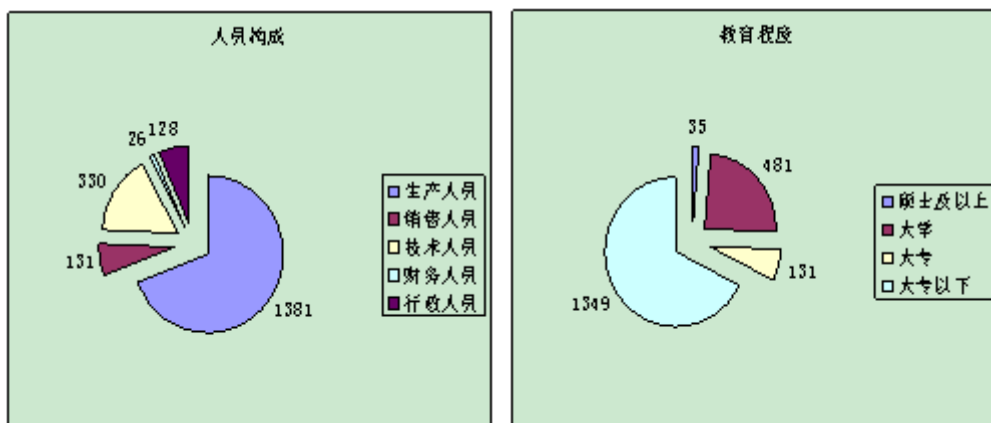 人员构成
26
128
330
131
1381
生产人员
销售人员
技术人员
财务人员
行政人员
教育程度
35
481
131
1349
硕士及以上
大学
大专
大专以下